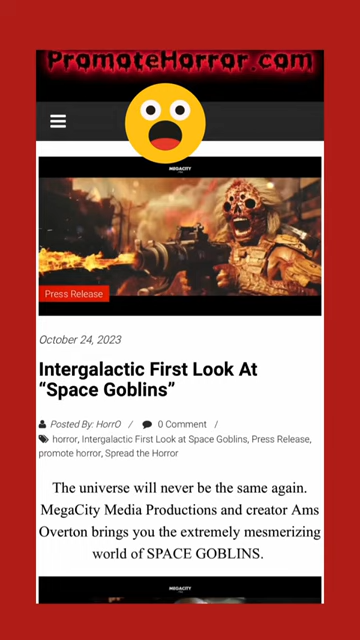 PromoteHorror.com
MEGACITY
Press Release
October 24, 2023
Intergalactic First Look At
“Space Goblins”
Posted By: HorrO / 0 Comment /
horror, Intergalactic First Look at Space Goblins, Press Release,
promote horror, Spread the Horror
The universe will never be the same again.
MegaCity Media Productions and creator Ams
Overton brings you the extremely mesmerizing
world of SPACE GOBLINS.
MEGACITY